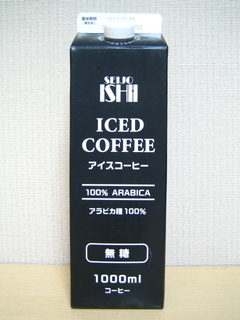 SEIJO
ISHII
ICED
COFFEE
アイスコーヒー
100% ARABICA
アラビカ種100%
無糖
1000ml
コーヒー